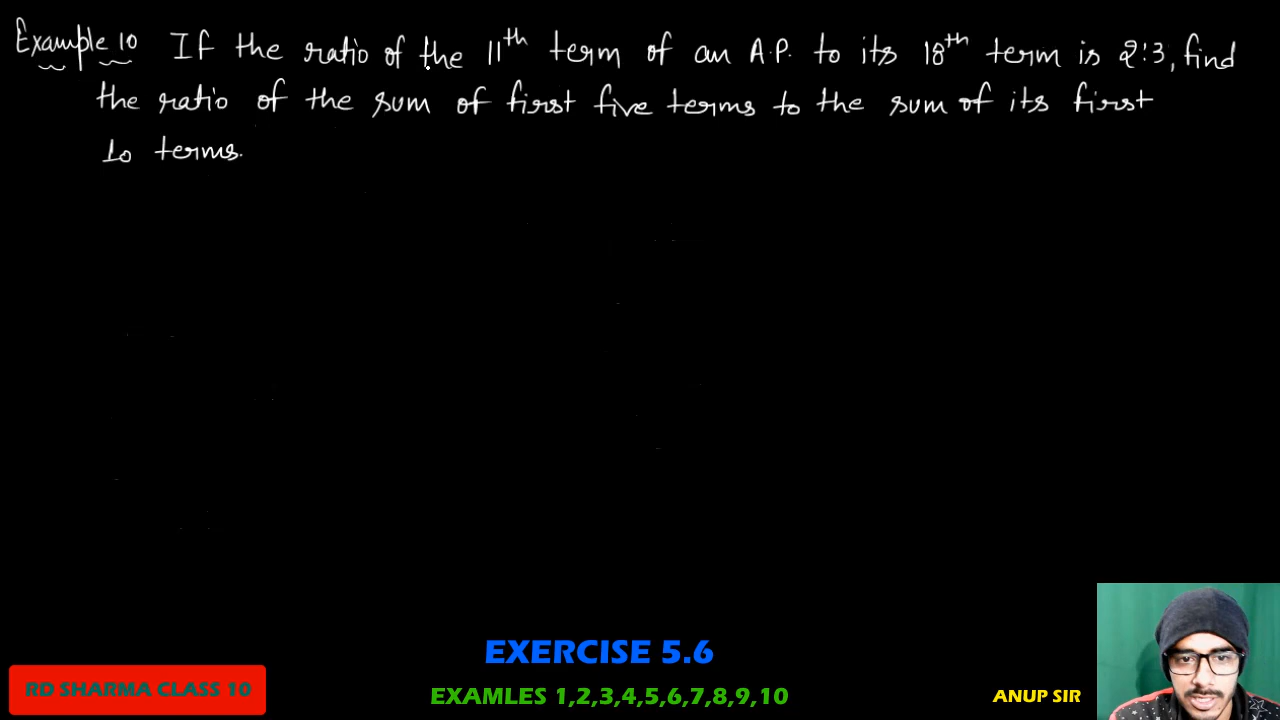 Example 10 If the ratio of the 11th term of an A.P. to its 18th term is 2:3, find
the ratio of the sum of first five terms to the sum of its first
10 terms.
EXERCISE 5.6
RD SHARMA CLASS 10
EXAMLES 1,2,3,4,5,6,7,8,9,10
ANUP SIR